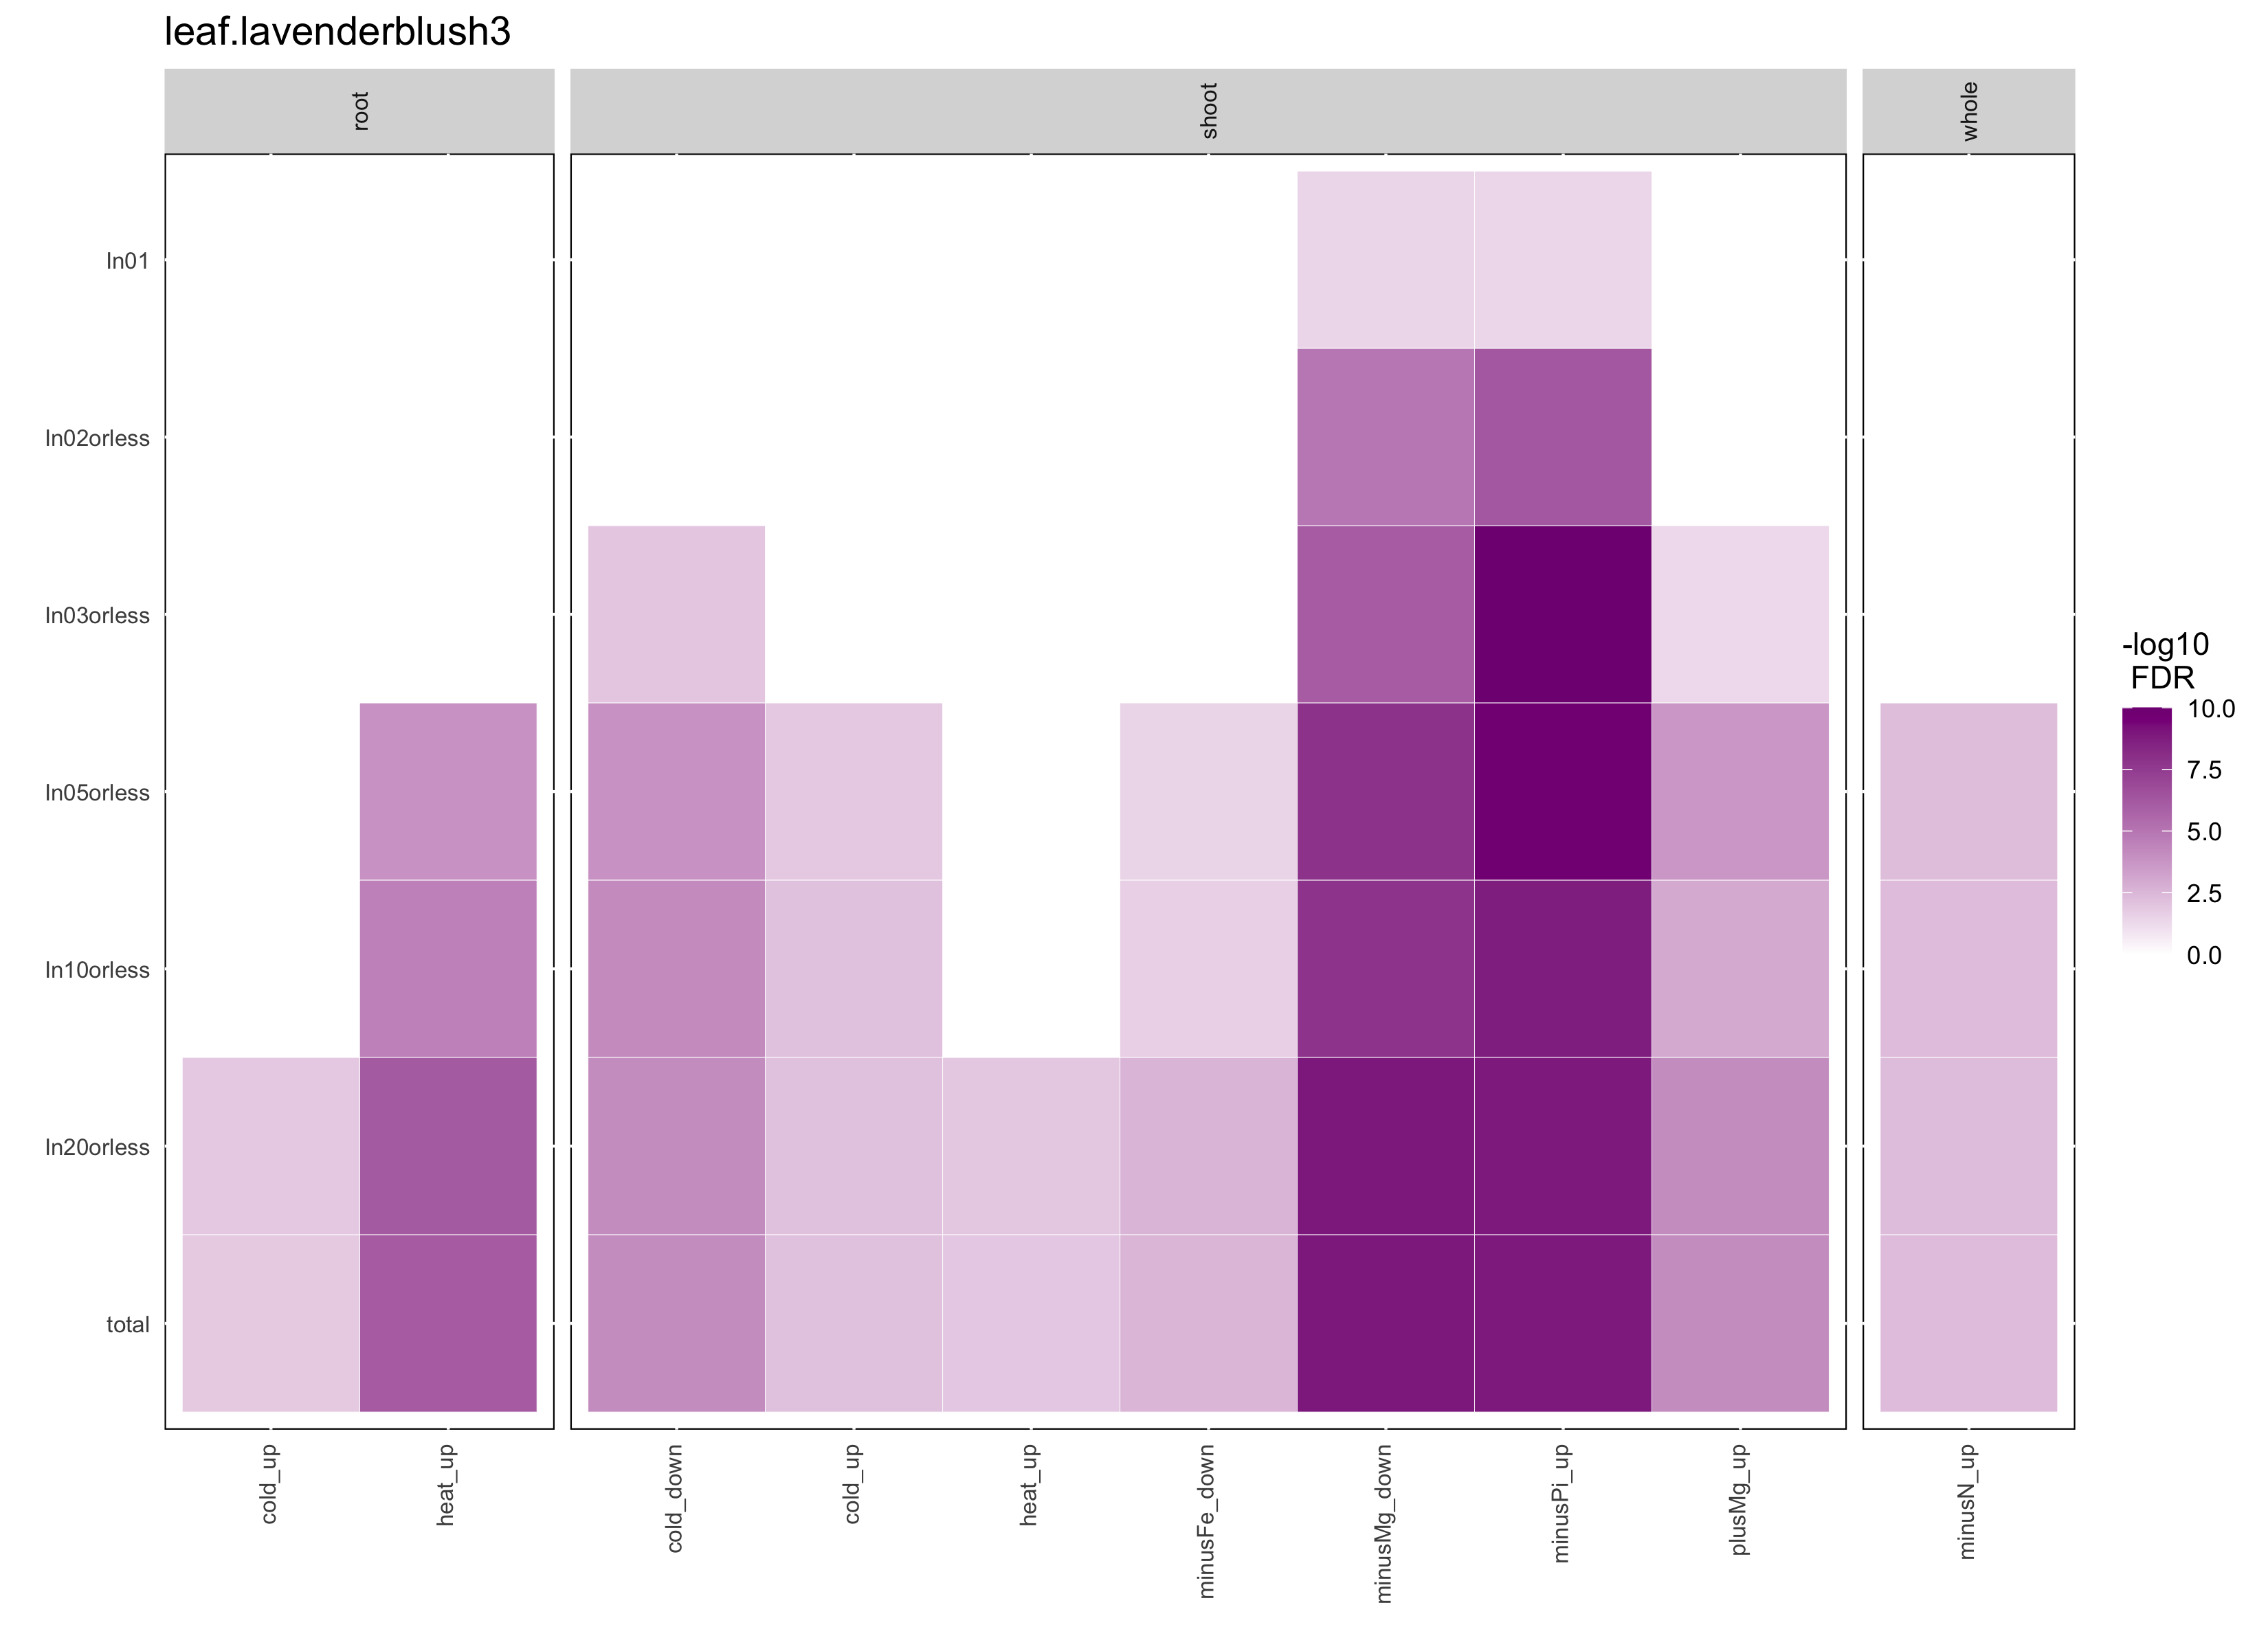 leaf.lavenderblush3
root
shoot
whole
In01
In02orless
In03orless
In05orless
In10orless
In20orless
total
cold_up
heat_up
cold_down
cold_up
heat_up
minusFe_down
minusMg_down
minusPi_up
plusMg_up
minusN_up
-log10
FDR
10.0
7.5
5.0
2.5
0.0